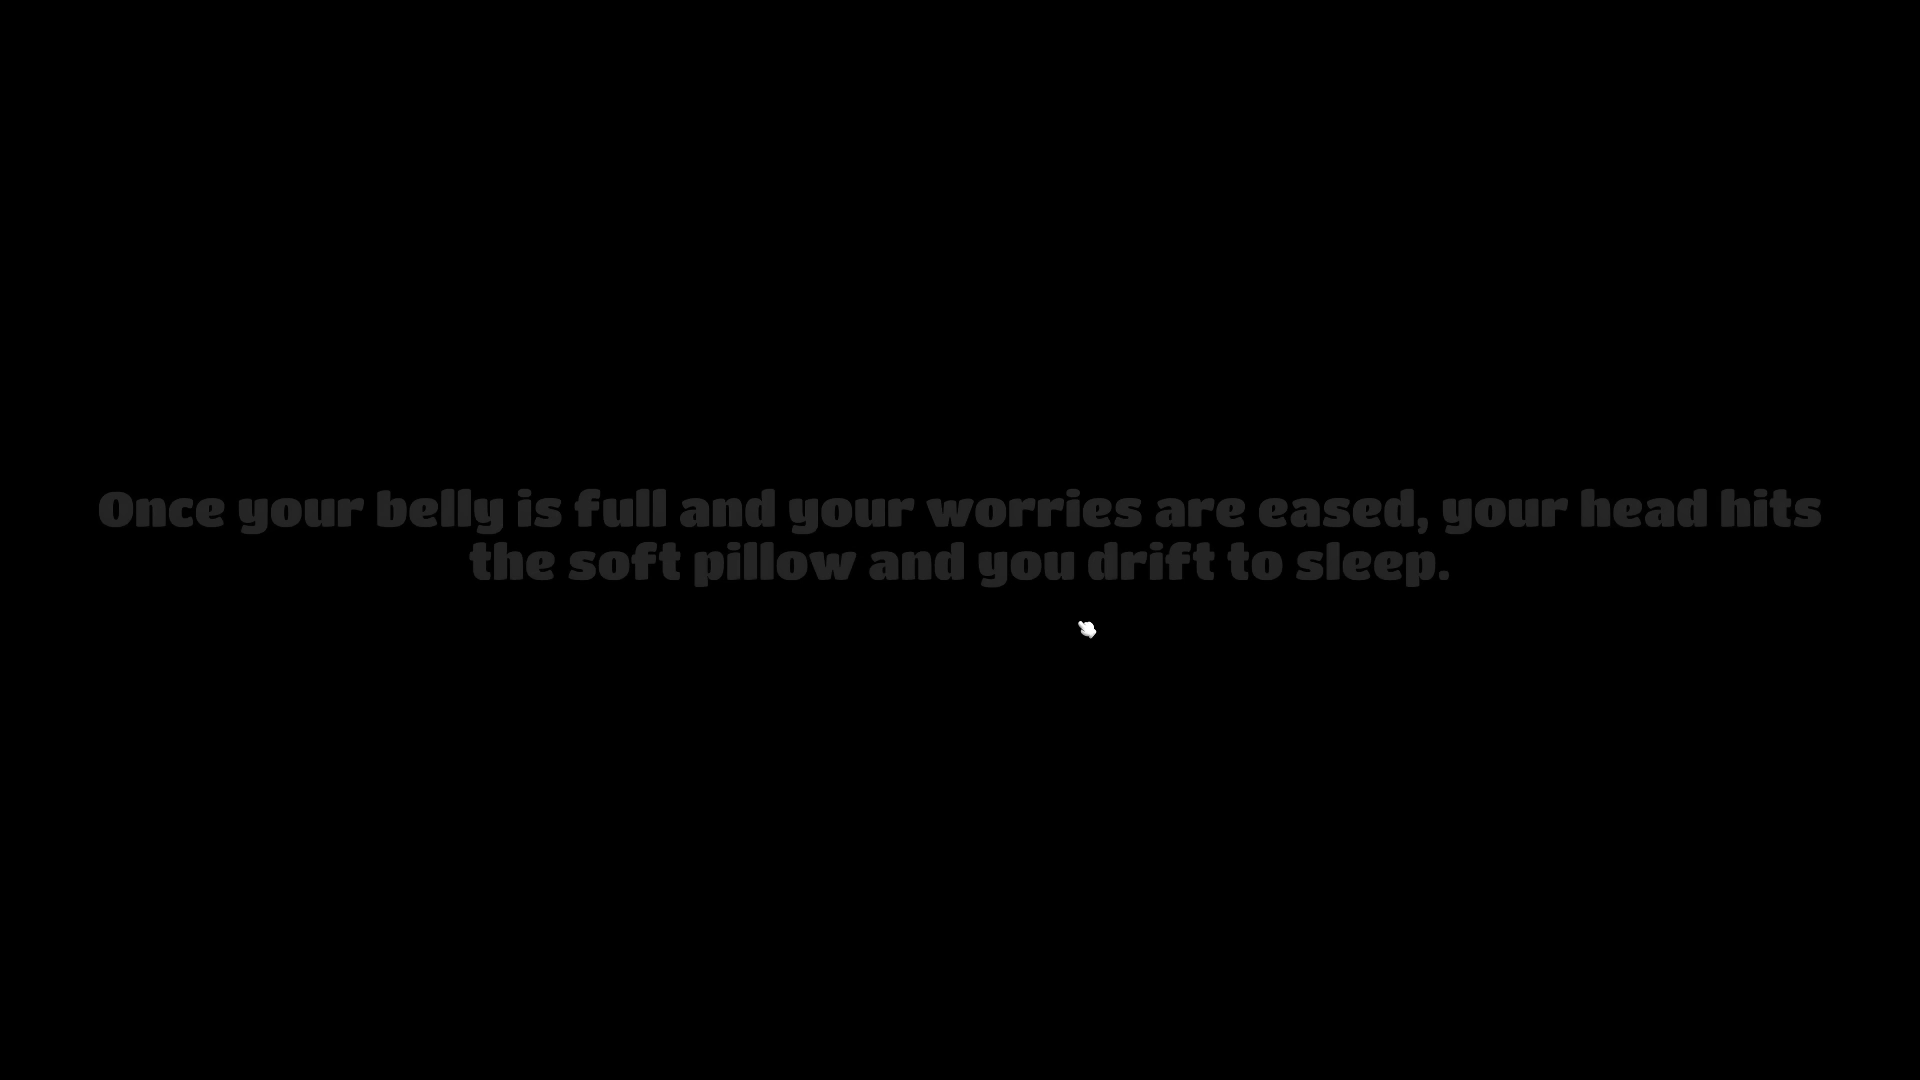 Once your belly is full and your worries are eased, your head hits
the soft pillow and you drift to sleep.